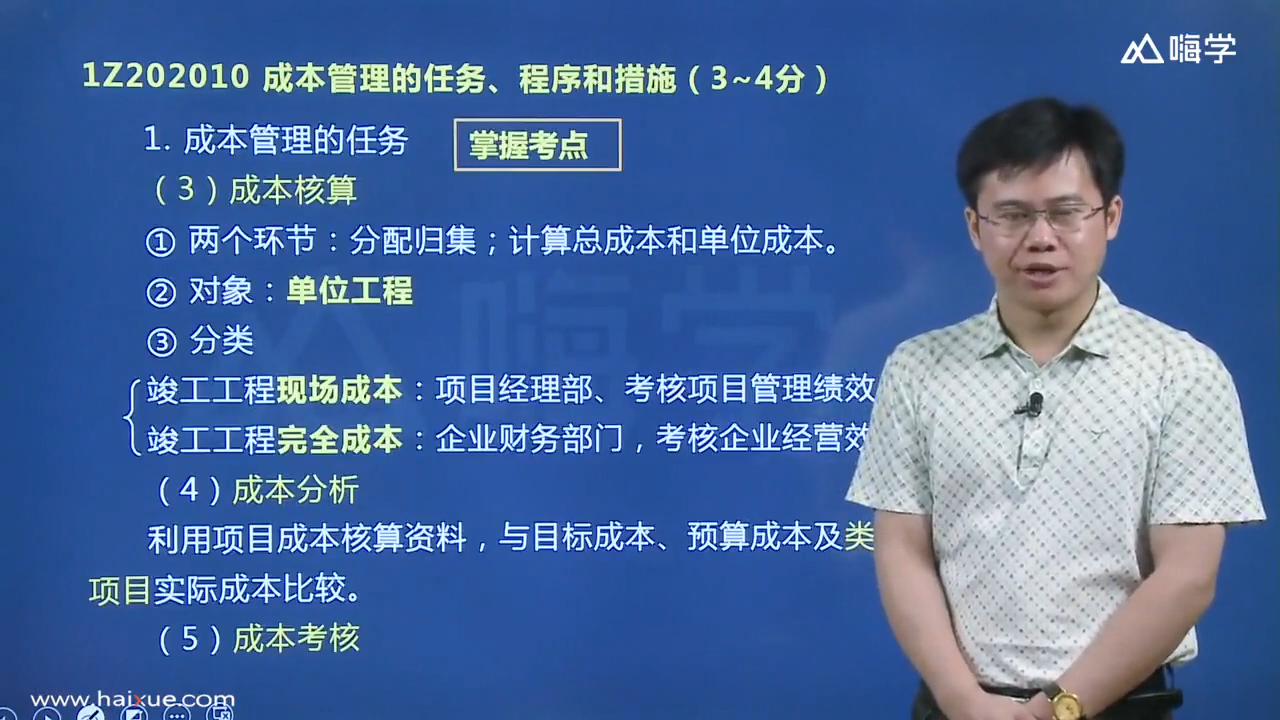 嗨学
1Z202010 成本管理的任务、程序和措施（3~4分）
1. 成本管理的任务
掌握考点
（3）成本核算
① 两个环节：分配归集；计算总成本和单位成本。
② 对象：单位工程
③ 分类
竣工工程现场成本：项目经理部、考核项目管理绩效
竣工工程完全成本：企业财务部门，考核企业经营效
（4）成本分析
利用项目成本核算资料，与目标成本、预算成本及类
项目实际成本比较。
（5）成本考核
www.haixue.com